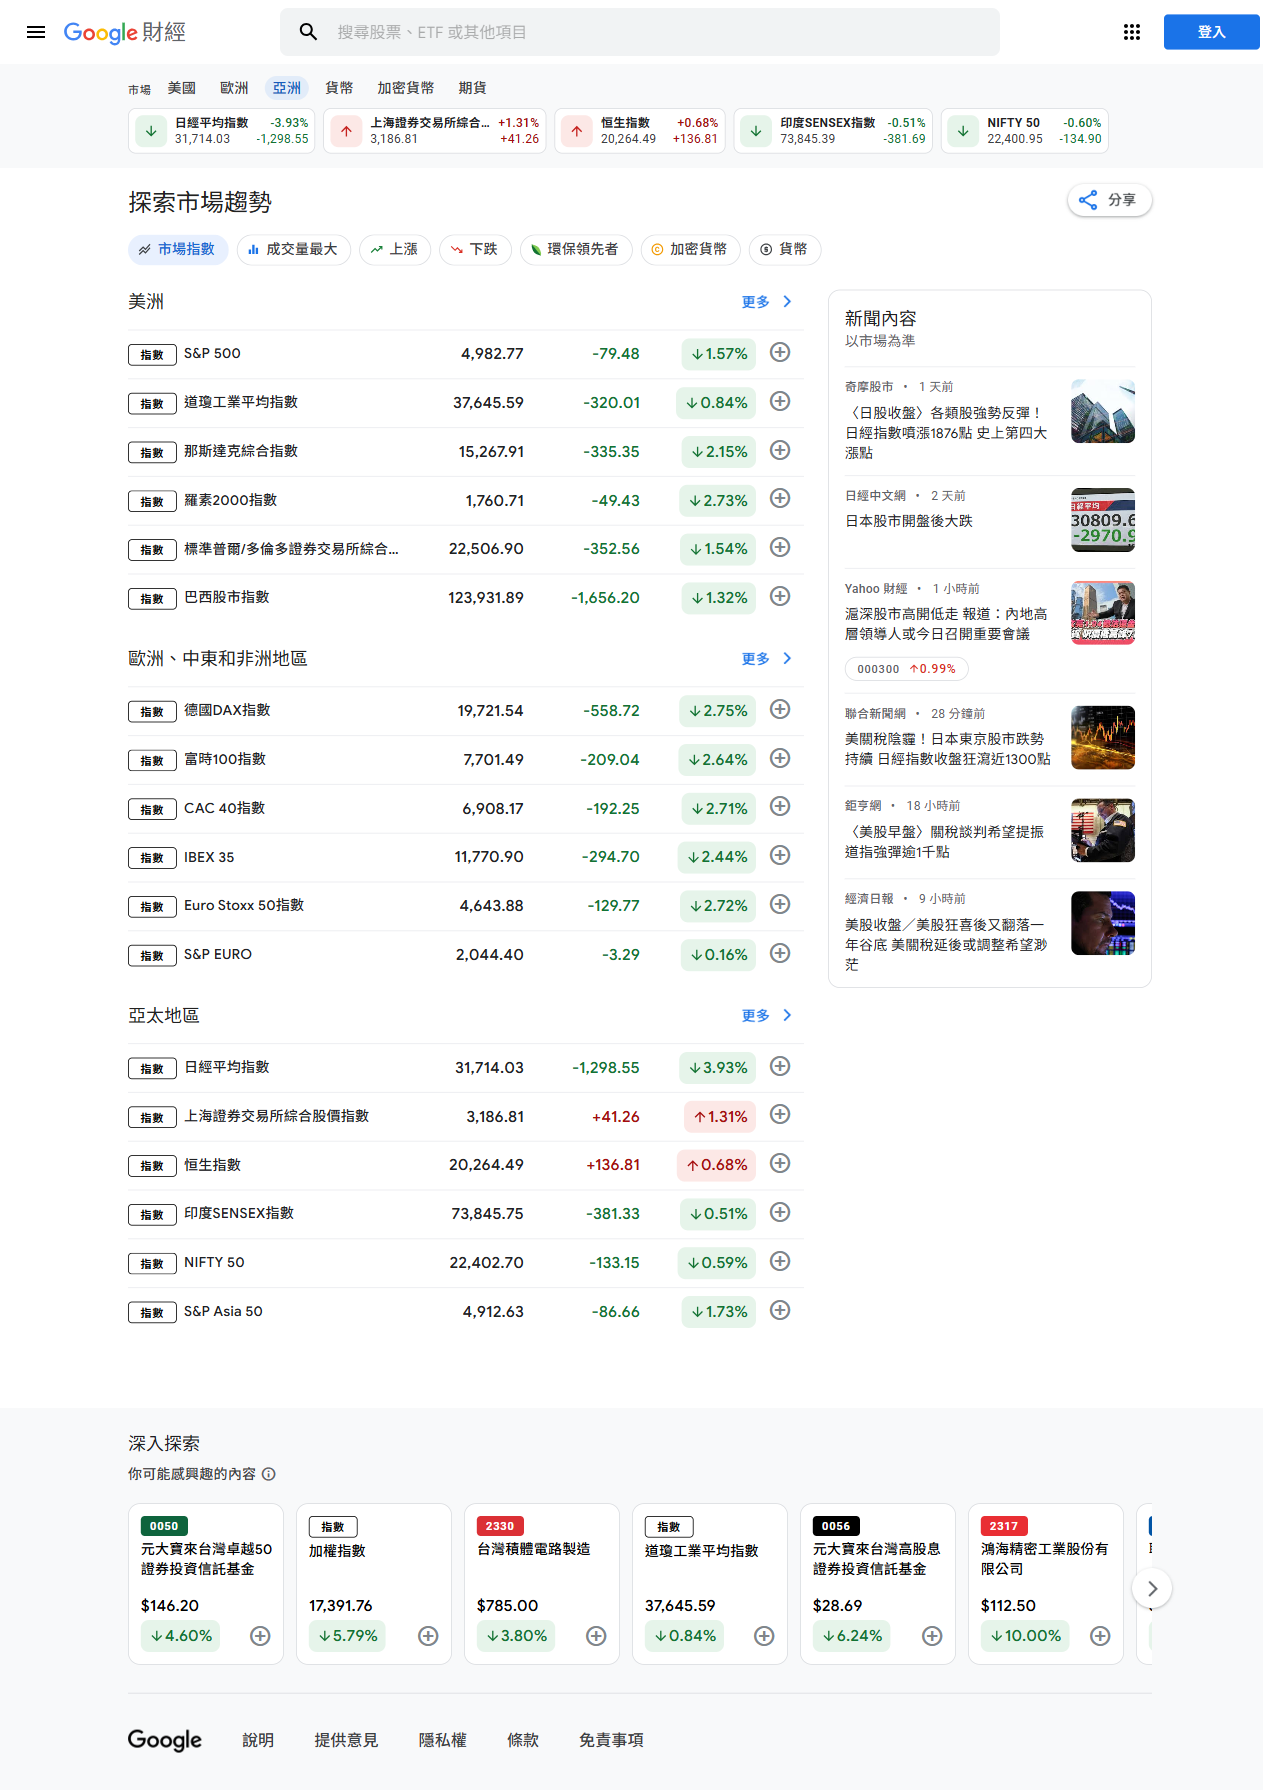 Google 財經
搜尋股票、ETF 或其他項目
登入
市場 美國 歐洲 亞洲 貨幣 加密貨幣 期貨
日經平均指數 -3.93%
31,714.03 -1,298.55
上海證券交易所綜合... +1.31%
3,186.81 +41.26
恒生指數 +0.68%
20,264.49 +136.81
印度SENSEX指數 -0.51%
73,845.39 -381.69
NIFTY 50 -0.60%
22,400.95 -134.90
探索市場趨勢
分享
市場指數 成交量最大 上漲 下跌 環保領先者 加密貨幣 貨幣
美洲 更多
指數 S&P 500 4,982.77 -79.48 ↓1.57%
指數 道瓊工業平均指數 37,645.59 -320.01 ↓0.84%
指數 那斯達克綜合指數 15,267.91 -335.35 ↓2.15%
指數 羅素2000指數 1,760.71 -49.43 ↓2.73%
指數 標準普爾/多倫多證券交易所綜合... 22,506.90 -352.56 ↓1.54%
指數 巴西股市指數 123,931.89 -1,656.20 ↓1.32%
歐洲、中東和非洲地區 更多
指數 德國DAX指數 19,721.54 -558.72 ↓2.75%
指數 富時100指數 7,701.49 -209.04 ↓2.64%
指數 CAC 40指數 6,908.17 -192.25 ↓2.71%
指數 IBEX 35 11,770.90 -294.70 ↓2.44%
指數 Euro Stoxx 50指數 4,643.88 -129.77 ↓2.72%
指數 S&P EURO 2,044.40 -3.29 ↓0.16%
亞太地區 更多
指數 日經平均指數 31,714.03 -1,298.55 ↓3.93%
指數 上海證券交易所綜合股價指數 3,186.81 +41.26 ↑1.31%
指數 恒生指數 20,264.49 +136.81 ↑0.68%
指數 印度SENSEX指數 73,845.75 -381.33 ↓0.51%
指數 NIFTY 50 22,402.70 -133.15 ↓0.59%
指數 S&P Asia 50 4,912.63 -86.66 ↓1.73%
新聞內容
以市場為準
奇摩股市 • 1 天前
〈日股收盤〉各類股強勢反彈！
日經指數噴漲1876點 史上第四大
漲點
日經中文網 • 2 天前
日本股市開盤後大跌
30809.6
-2970.9
Yahoo 財經 • 1 小時前
滬深股市高開低走 報道：內地高
層領導人或今日召開重要會議
000300 ↑0.99%
聯合新聞網 • 28 分鐘前
美關稅陰霾！日本東京股市跌勢
持續 日經指數收盤狂瀉近1300點
鉅亨網 • 18 小時前
〈美股早盤〉關稅談判希望提振
道指強彈逾1千點
經濟日報 • 9 小時前
美股收盤／美股狂喜後又翻落一
年谷底 美關稅延後或調整希望渺
茫
深入探索
你可能感興趣的內容
0050
元大寶來台灣卓越50
證券投資信託基金
$146.20
↓4.60%
指數
加權指數
17,391.76
↓5.79%
2330
台灣積體電路製造
$785.00
↓3.80%
指數
道瓊工業平均指數
37,645.59
↓0.84%
0056
元大寶來台灣高股息
證券投資信託基金
$28.69
↓6.24%
2317
鴻海精密工業股份有
限公司
$112.50
↓10.00%
Google 說明 提供意見 隱私權 條款 免責事項